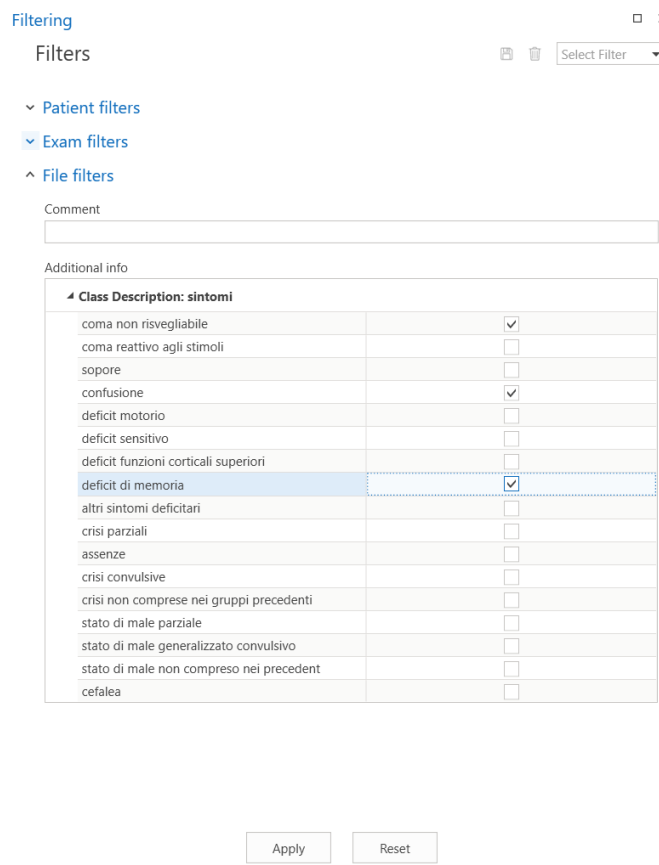 Filtering
Filters
Select Filter
Patient filters
Exam filters
File filters
Comment
Additional info
Class Description: sintomi
coma non risvegliabile
coma reattivo agli stimoli
sopore
confusione
deficit motorio
deficit sensitivo
deficit funzioni corticali superiori
deficit di memoria
altri sintomi deficitari
crisi parziali
assenze
crisi convulsive
crisi non comprese nei gruppi precedenti
stato di male parziale
stato di male generalizzato convulsivo
stato di male non compreso nei precedent
cefalea
Apply Reset